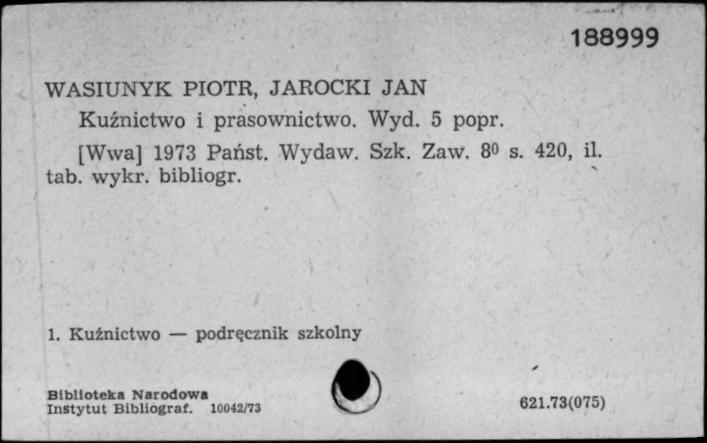 188999
WASIUNYK PIOTR, JAROCKI JAN
Kuźnictwo i prasownictwo. Wyd. 5 popr.
[Wwa] 1973 Państ. Wydaw. Szk. Zaw. 8⁰ s. 420, il.
tab. wykr. bibliogr.
1. Kuźnictwo — podręcznik szkolny
Biblioteka Narodowa
Instytut Bibliograf. 10042/73
621.73(075)